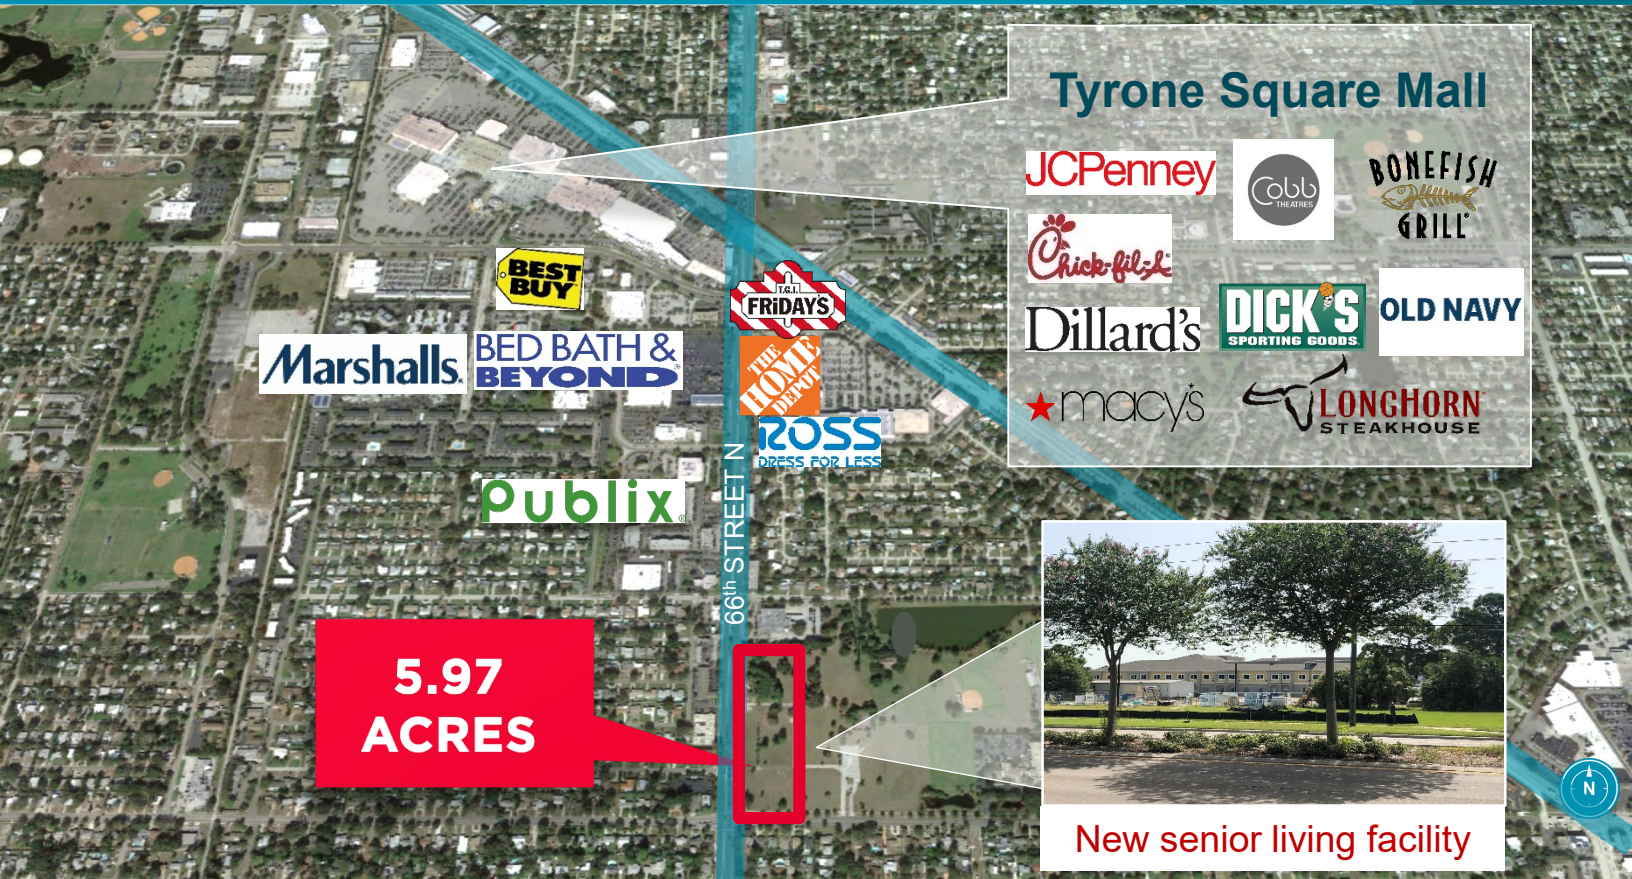 Tyrone Square Mall
JCPenney
Cobb
THEATRES
BONEFISH
GRILL
Chick-fil-A
Dillard's
DICK'S
SPORTING GOODS
OLD NAVY
macy's
LONGHORN
STEAKHOUSE
BEST
BUY
T.G.I.
FRiDAY'S
Marshalls.
BED BATH &
BEYOND
THE
HOME
DEPOT
ROSS
DRESS FOR LESS
Publix
66th STREET N
5.97
ACRES
New senior living facility
N